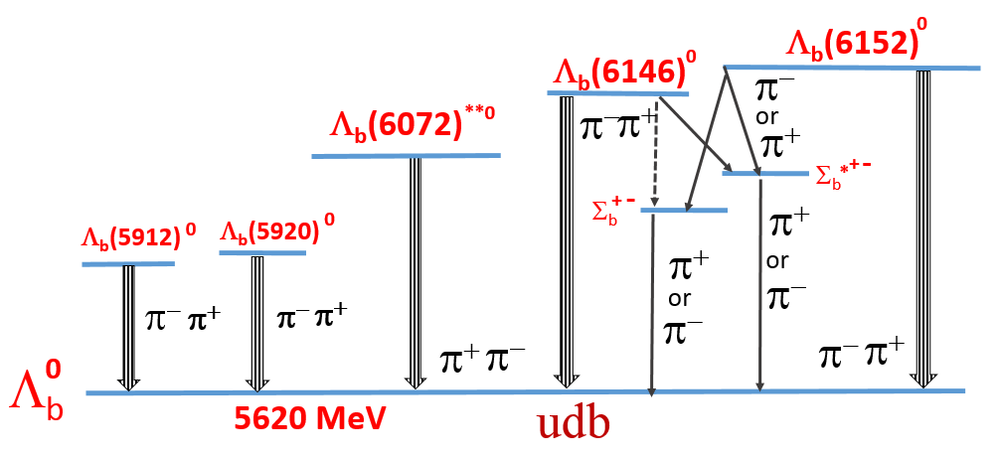 Λb(6152)⁰
Λb(6146)⁰
π⁻
or
π⁺
π⁻π⁺
Λb(6072)**⁰
Σb*⁺⁻
Σb⁺⁻
Λb(5912)⁰
Λb(5920)⁰
π⁺
or
π⁻
π⁺
or
π⁻
π⁻ π⁺
π⁻ π⁺
π⁺ π⁻
π⁻ π⁺
Λb⁰
5620 MeV
udb